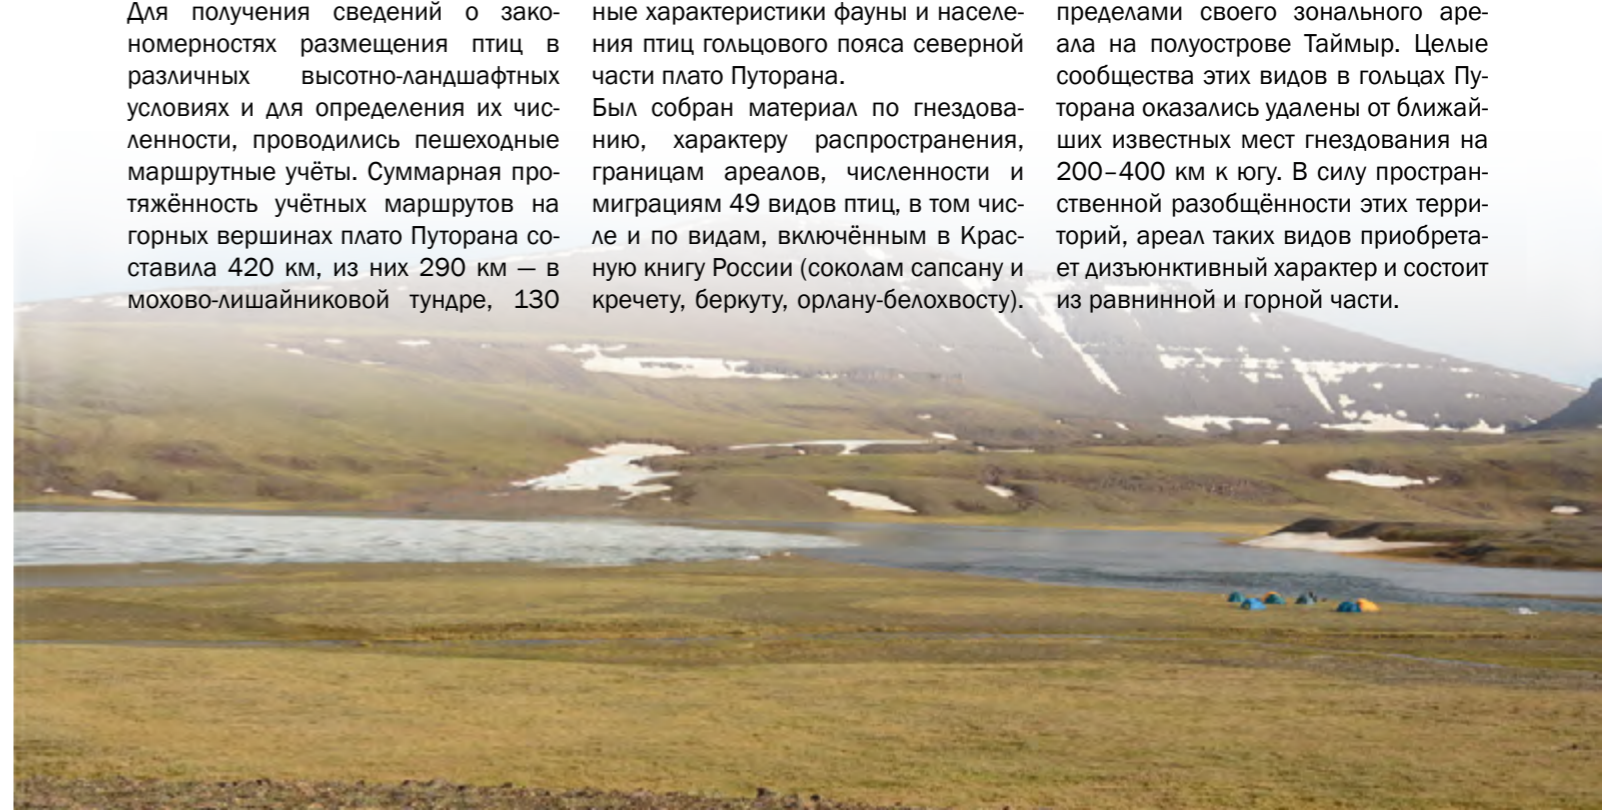 Для получения сведений о зако-
номерностях размещения птиц в
различных высотно-ландшафтных
условиях и для определения их чис-
ленности, проводились пешеходные
маршрутные учёты. Суммарная про-
тяжённость учётных маршрутов на
горных вершинах плато Путорана со-
ставила 420 км, из них 290 км — в
мохово-лишайниковой тундре, 130
ные характеристики фауны и населе-
ния птиц гольцового пояса северной
части плато Путорана.
Был собран материал по гнездова-
нию, характеру распространения,
границам ареалов, численности и
миграциям 49 видов птиц, в том чис-
ле и по видам, включённым в Крас-
ную книгу России (соколам сапсану и
кречету, беркуту, орлану-белохвосту).
пределами своего зонального аре-
ала на полуострове Таймыр. Целые
сообщества этих видов в гольцах Пу-
торана оказались удалены от ближай-
ших известных мест гнездования на
200–400 км к югу. В силу простран-
ственной разобщённости этих терри-
торий, ареал таких видов приобрета-
ет дизъюнктивный характер и состоит
из равнинной и горной части.